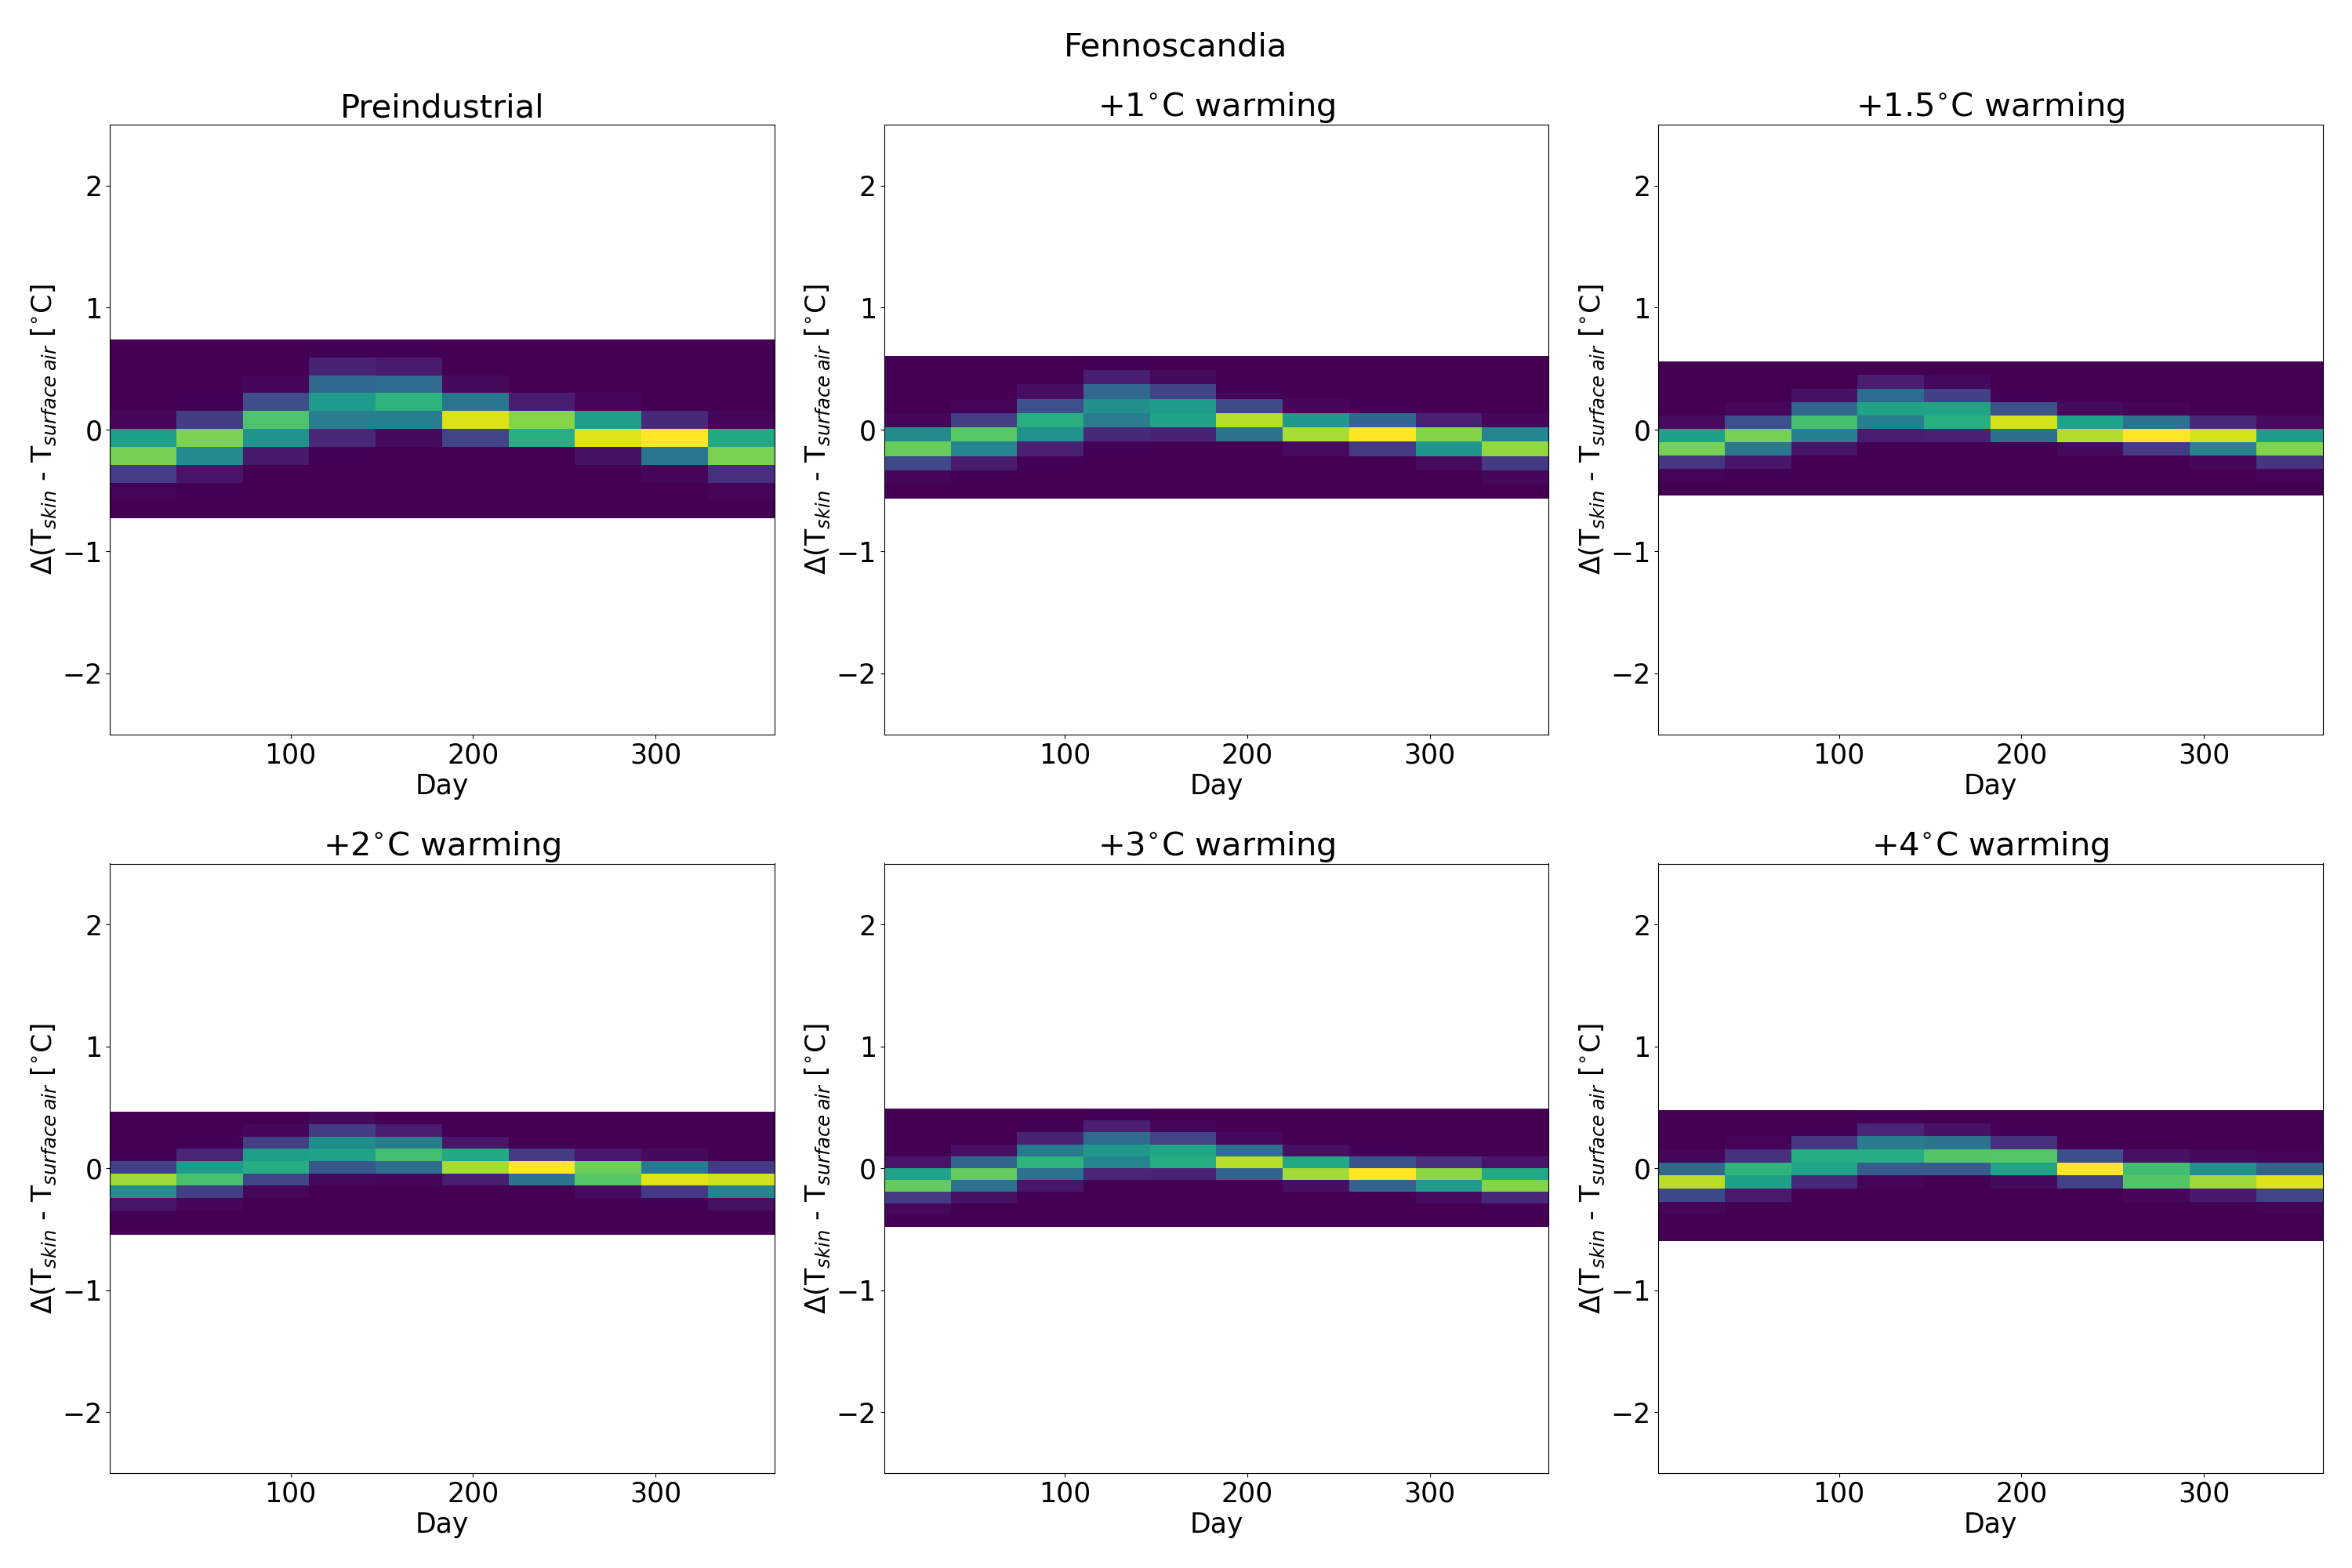 Fennoscandia
Preindustrial
+1°C warming
+1.5°C warming
Δ(T_skin - T_surface air [°C]
2
1
0
−1
−2
100 200 300
Day
Δ(T_skin - T_surface air [°C]
2
1
0
−1
−2
100 200 300
Day
Δ(T_skin - T_surface air [°C]
2
1
0
−1
−2
100 200 300
Day
+2°C warming
+3°C warming
+4°C warming
Δ(T_skin - T_surface air [°C]
2
1
0
−1
−2
100 200 300
Day
Δ(T_skin - T_surface air [°C]
2
1
0
−1
−2
100 200 300
Day
Δ(T_skin - T_surface air [°C]
2
1
0
−1
−2
100 200 300
Day